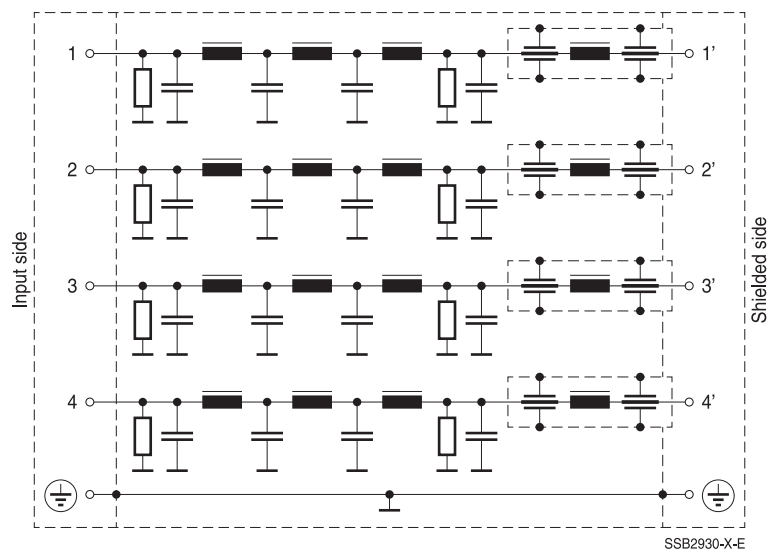 1 1’
2 2’
3 3’
4 4’
Input side
Shielded side
SSB2930-X-E